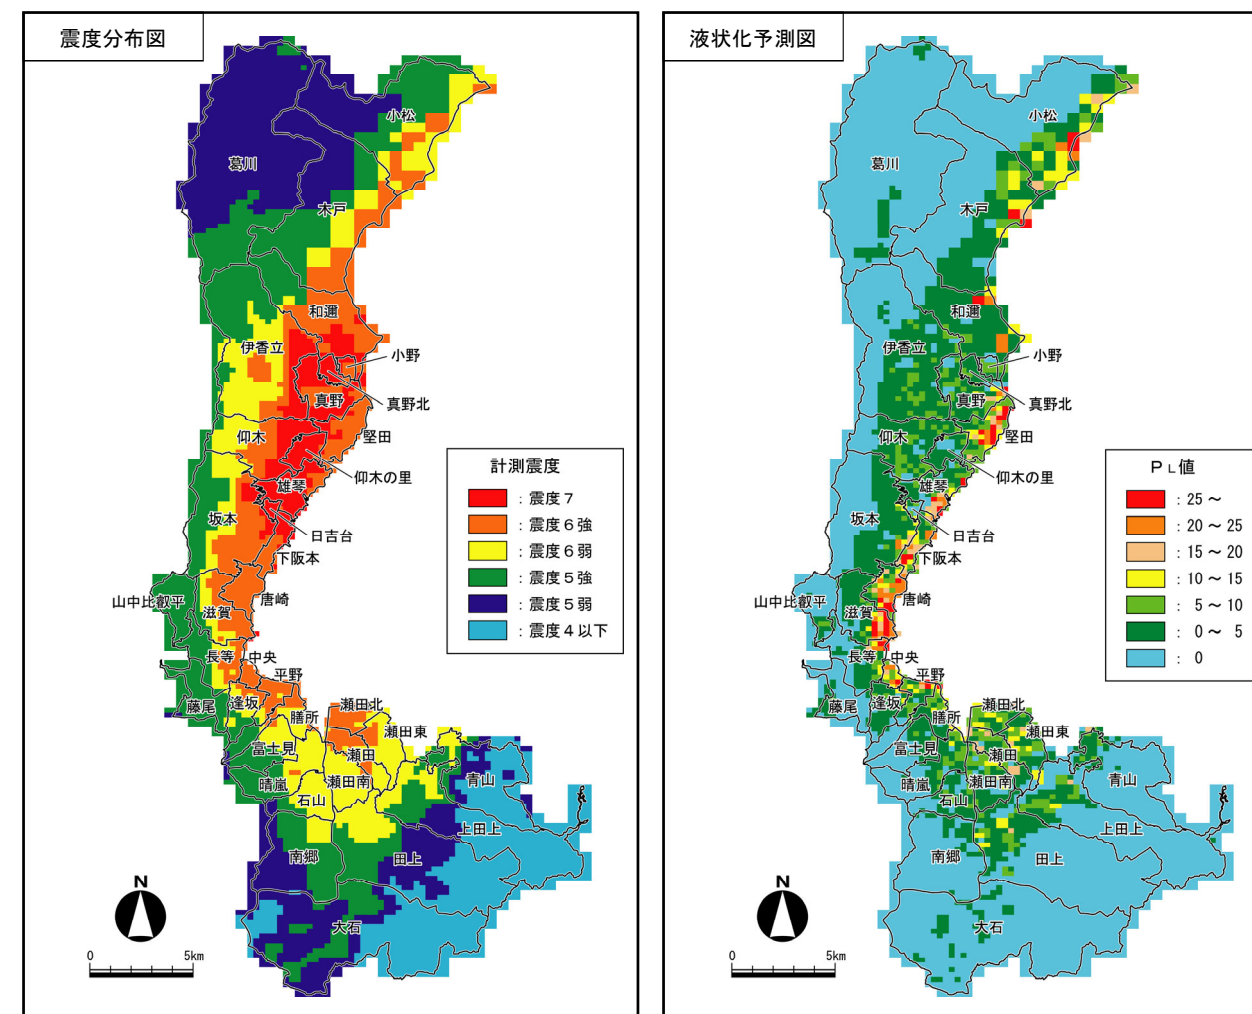 震度分布図
小松
葛川
木戸
和邇
伊香立
小野
真野北
真野
堅田
仰木
仰木の里
雄琴
坂本
日吉台
下阪本
山中比叡平
唐崎
滋賀
長等
中央
平野
藤尾
逢坂
膳所
瀬田北
瀬田東
富士見
瀬田
晴嵐
瀬田南
青山
石山
上田上
南郷
田上
大石
計測震度
：震度７
：震度６強
：震度６弱
：震度５強
：震度５弱
：震度４以下
N
0 5km
液状化予測図
小松
葛川
木戸
和邇
伊香立
小野
真野北
真野
堅田
仰木
仰木の里
雄琴
坂本
日吉台
下阪本
山中比叡平
唐崎
滋賀
長等
中央
平野
藤尾
逢坂
膳所
瀬田北
瀬田東
富士見
瀬田
晴嵐
瀬田南
青山
石山
上田上
南郷
田上
大石
ＰL値
：25～
：20～25
：15～20
：10～15
：5～10
：0～5
：0
N
0 5km